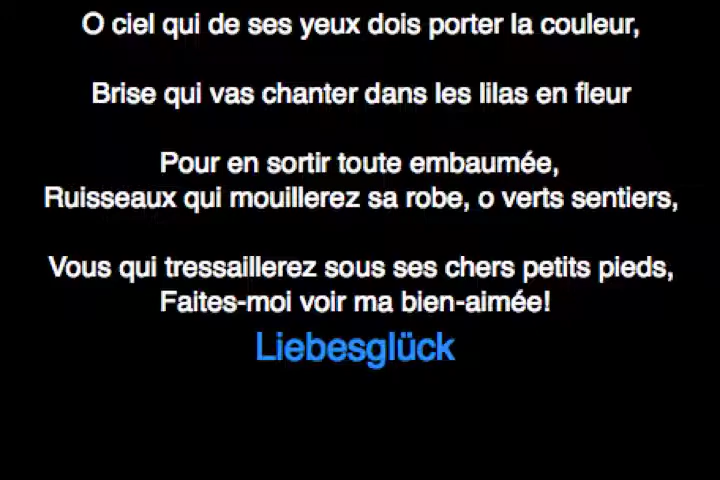 O ciel qui de ses yeux dois porter la couleur,
Brise qui vas chanter dans les lilas en fleur
Pour en sortir toute embaumée,
Ruisseaux qui mouillerez sa robe, o verts sentiers,
Vous qui tressaillerez sous ses chers petits pieds,
Faites-moi voir ma bien-aimée!
Liebesglück